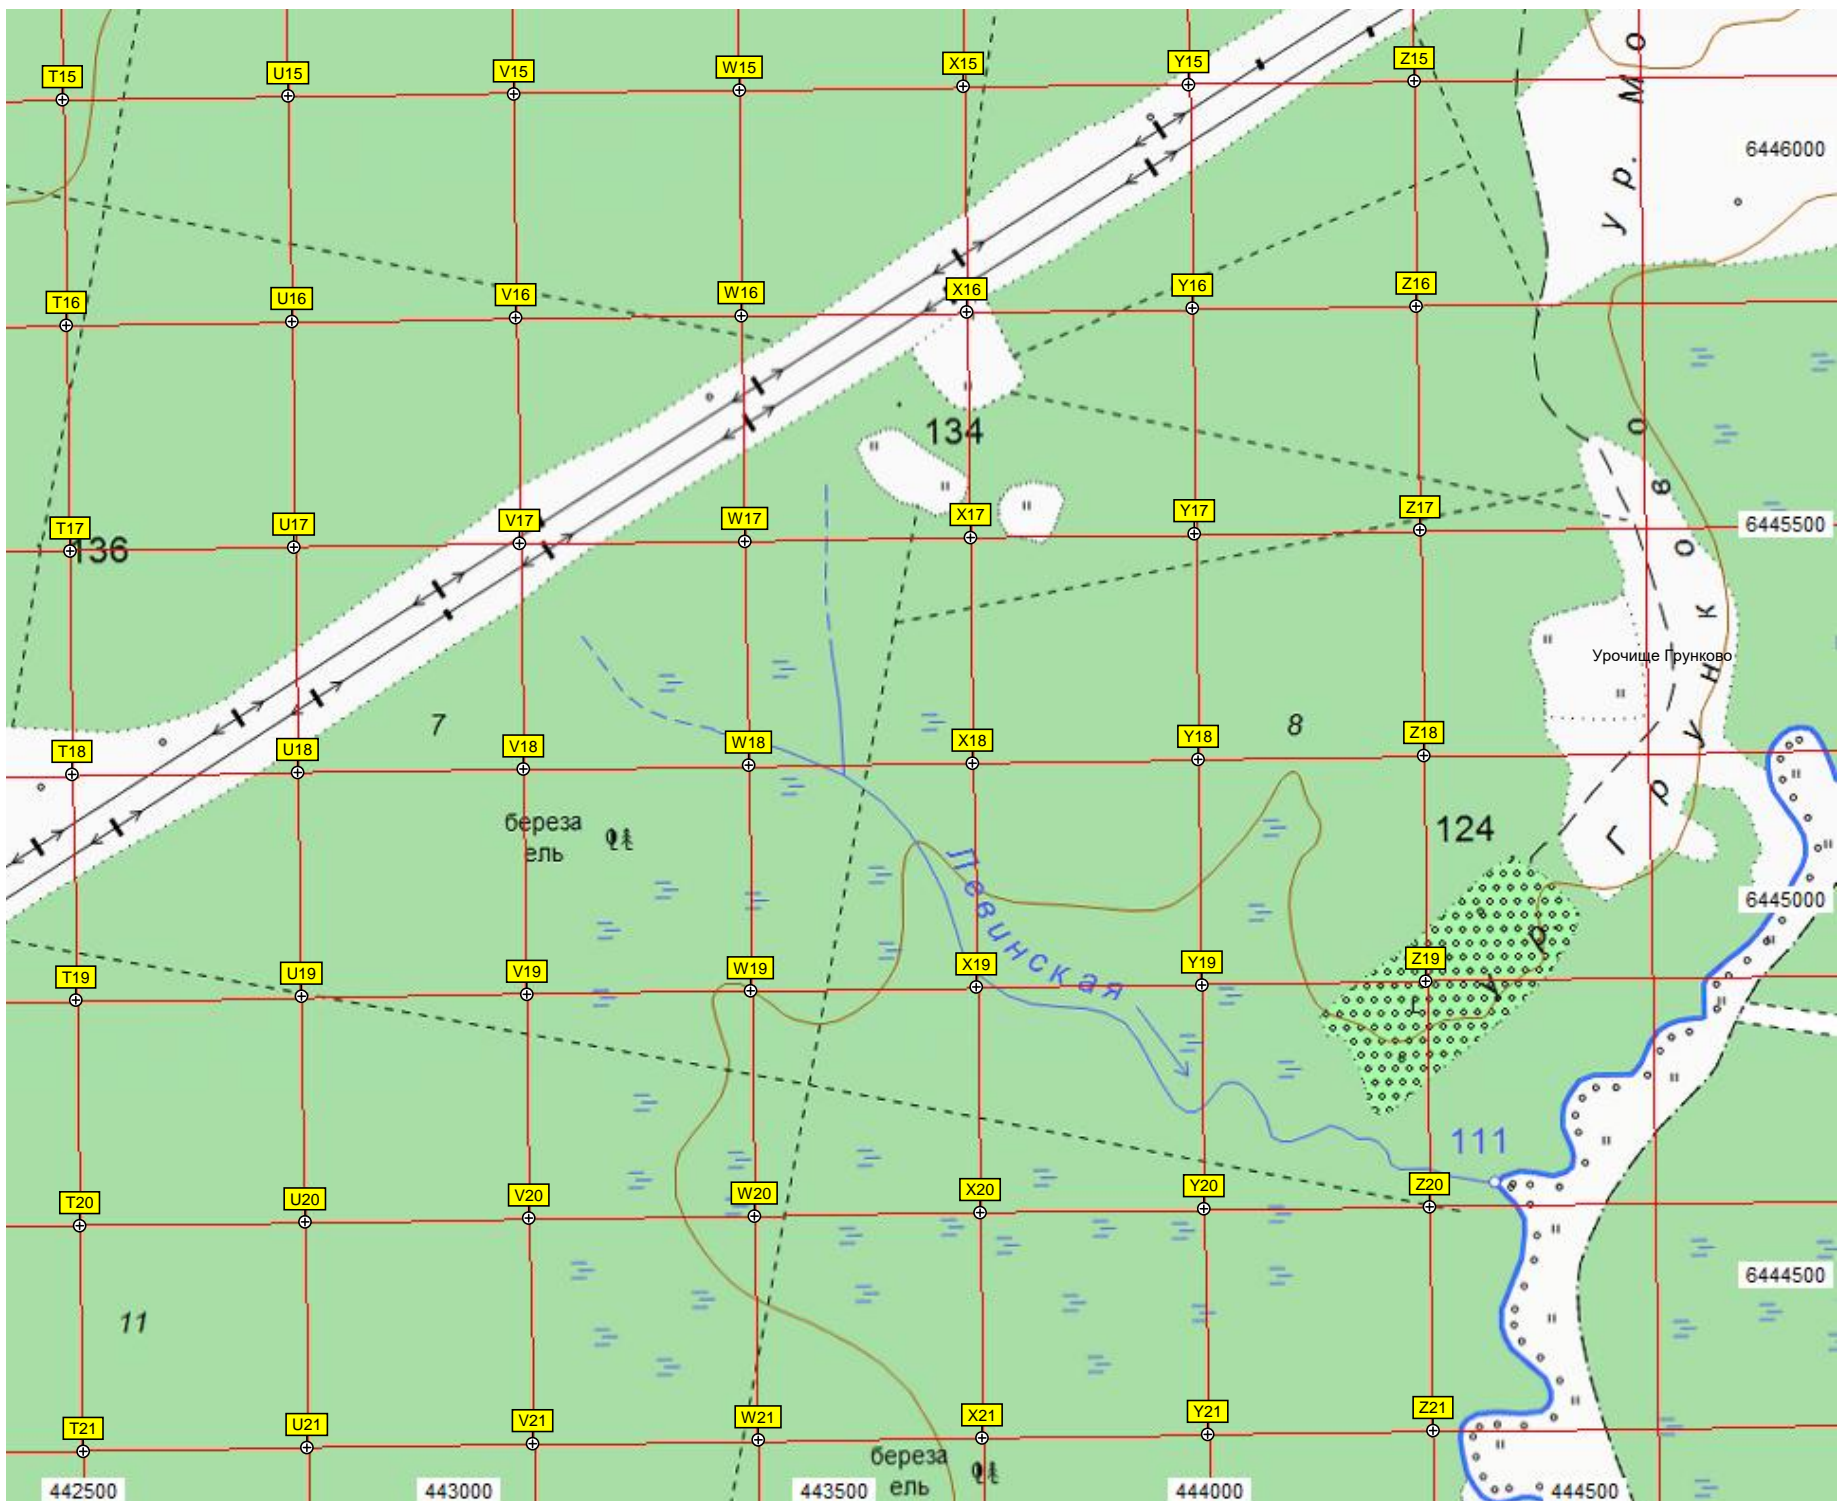 T15 U15 V15 W15 X15 Y15 Z15
ур. Мо
6446000
T16 U16 V16 W16 X16 Y16 Z16
134
T17 U17 V17 W17 X17 Y17 Z17
6445500
136
Урочище Грунково
7
8
T18 U18 V18 W18 X18 Y18 Z18
береза
ель
124
ур. Грунково
Левинская
6445000
T19 U19 V19 W19 X19 Y19 Z19
111
T20 U20 V20 W20 X20 Y20 Z20
6444500
11
T21 U21 V21 W21 X21 Y21 Z21
береза
ель
442500 443000 443500 444000 444500